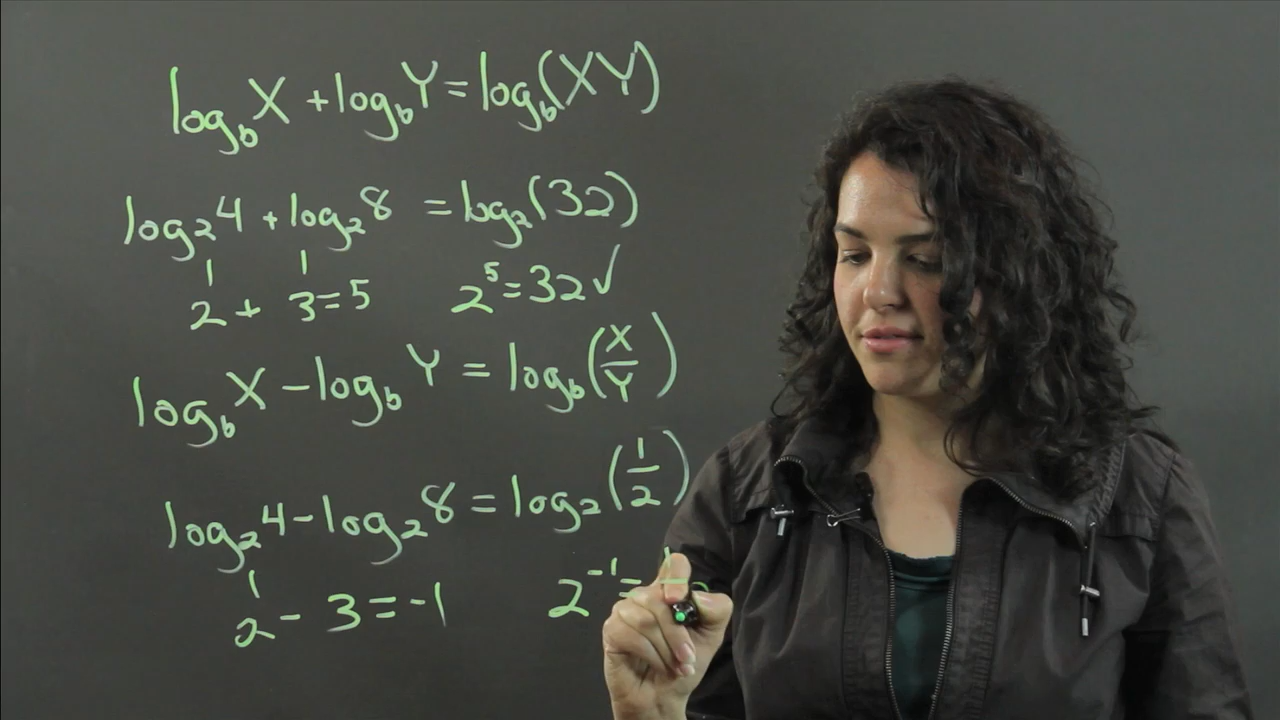 log_b X + log_b Y = log_b (XY)
log_2 4 + log_2 8 = log_2 (32)
2 + 3 = 5    2^5 = 32 ✓
log_b X - log_b Y = log_b (X/Y)
log_2 4 - log_2 8 = log_2 (1/2)
2 - 3 = -1    2^-1 =